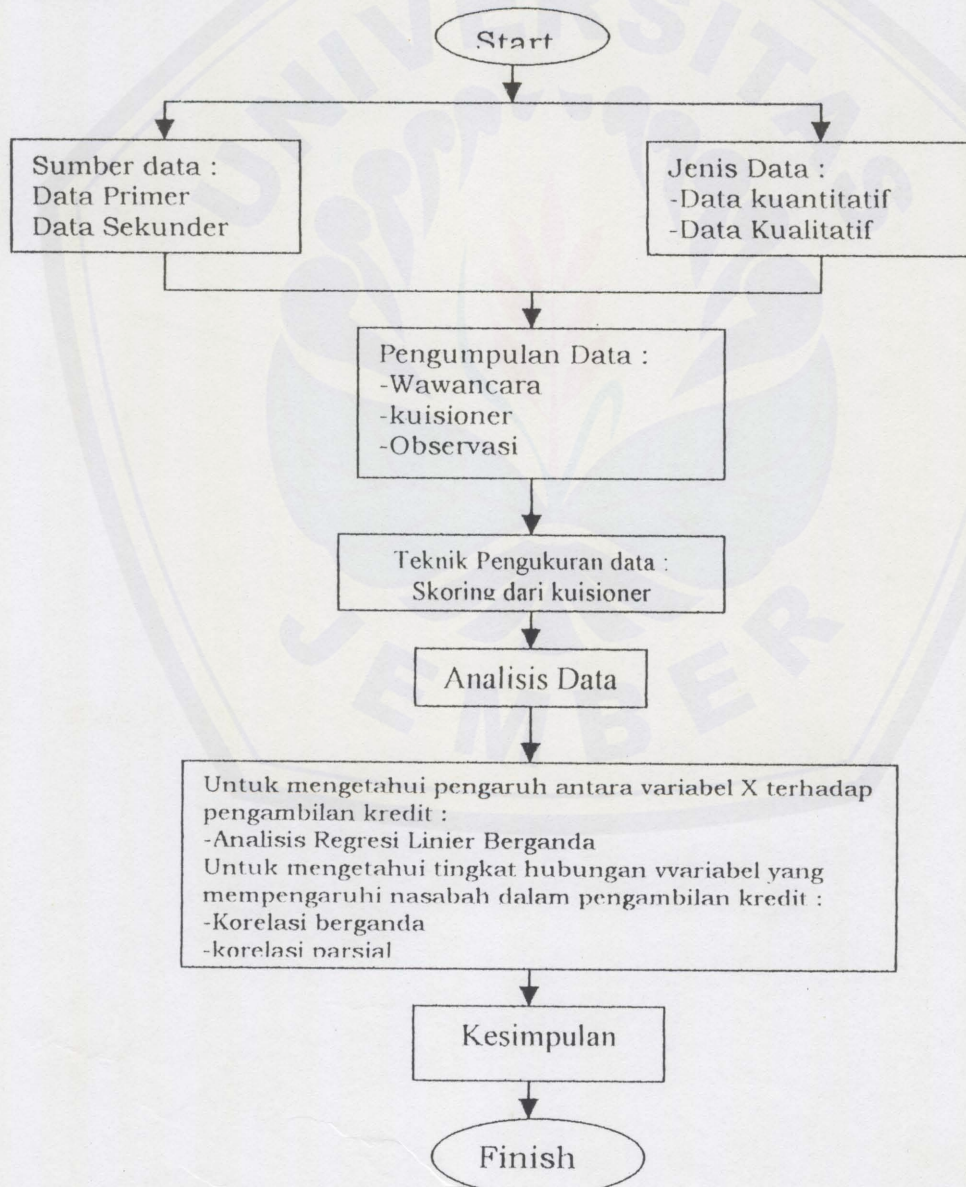 UNIVERSITAS
JEMBER
Start
Sumber data :
Data Primer
Data Sekunder
Jenis Data :
-Data kuantitatif
-Data Kualitatif
Pengumpulan Data :
-Wawancara
-kuisioner
-Observasi
Teknik Pengukuran data :
Skoring dari kuisioner
Analisis Data
Untuk mengetahui pengaruh antara variabel X terhadap
pengambilan kredit :
-Analisis Regresi Linier Berganda
Untuk mengetahui tingkat hubungan vvariabel yang
mempengaruhi nasabah dalam pengambilan kredit :
-Korelasi berganda
-korelasi parsial
Kesimpulan
Finish